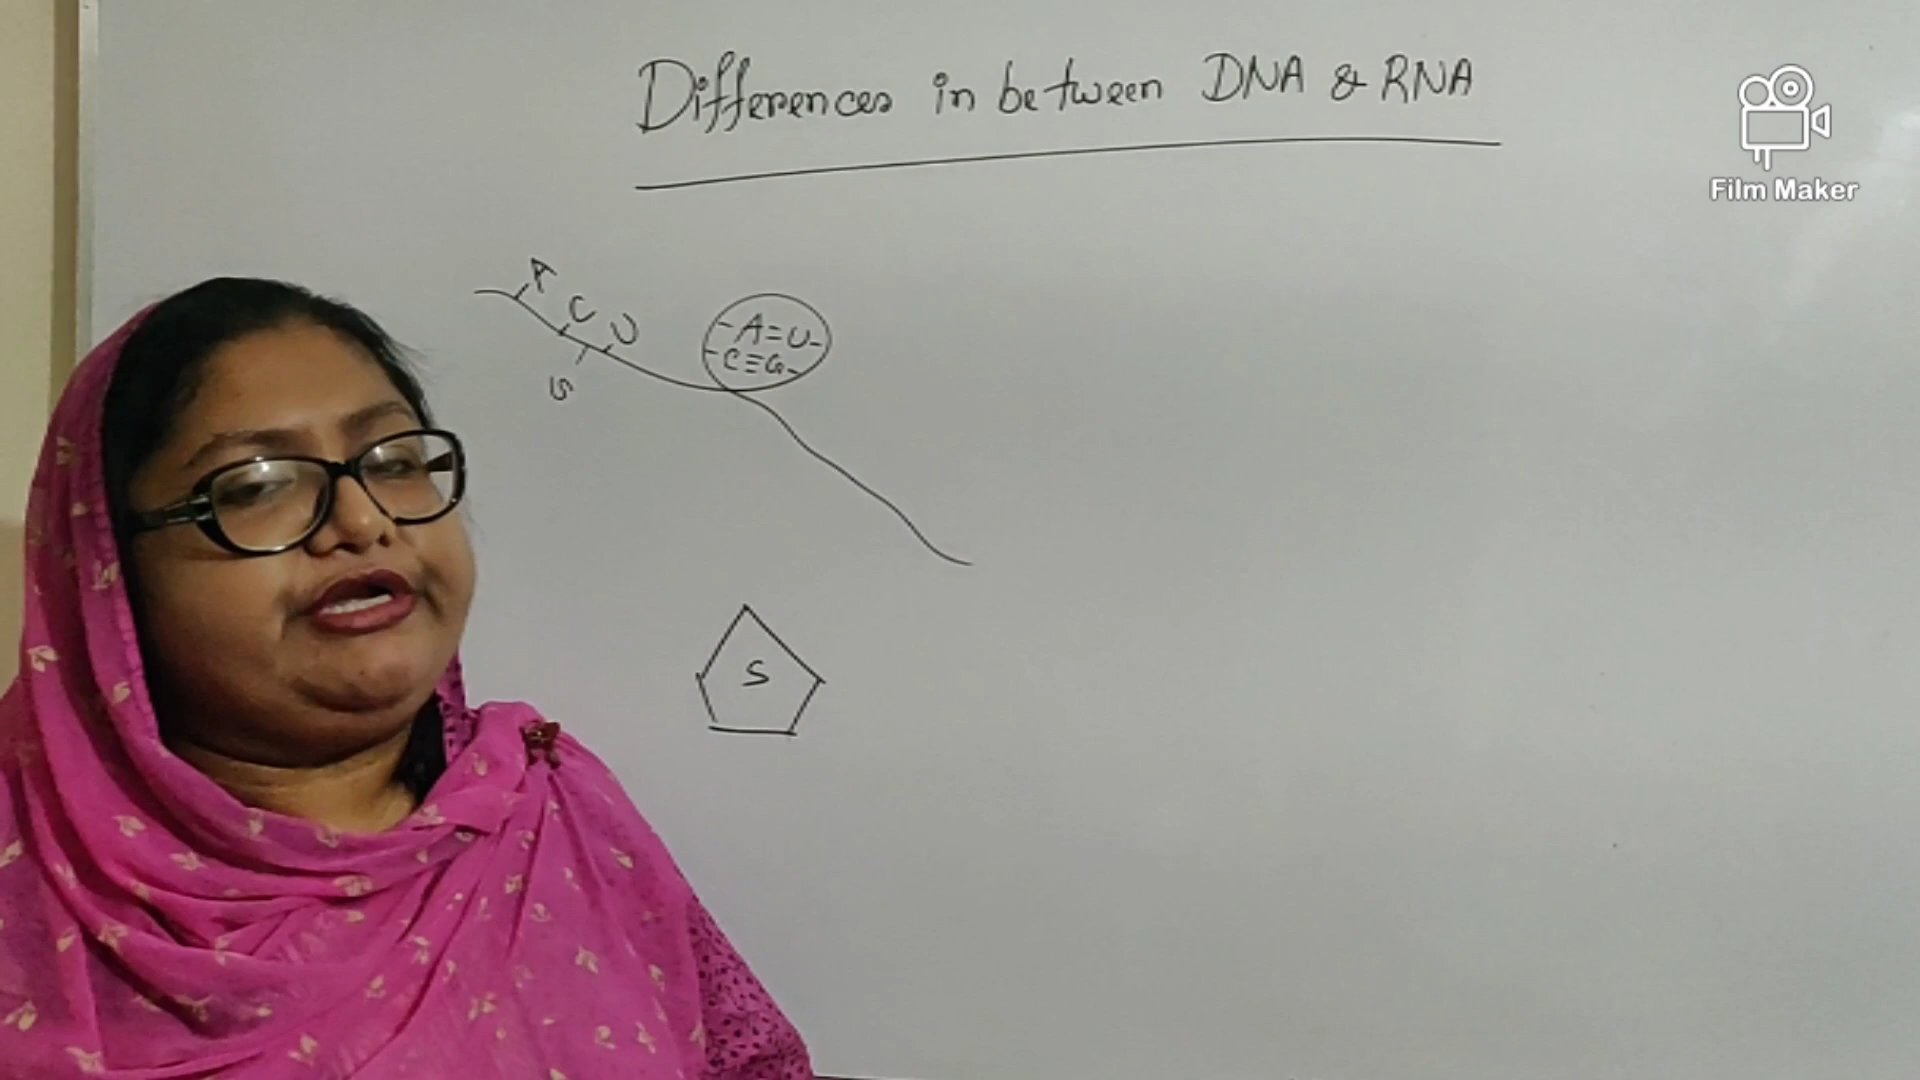 Differences in between DNA & RNA
Film Maker
A
C
U
S
-A=U-
-C≡G-
S